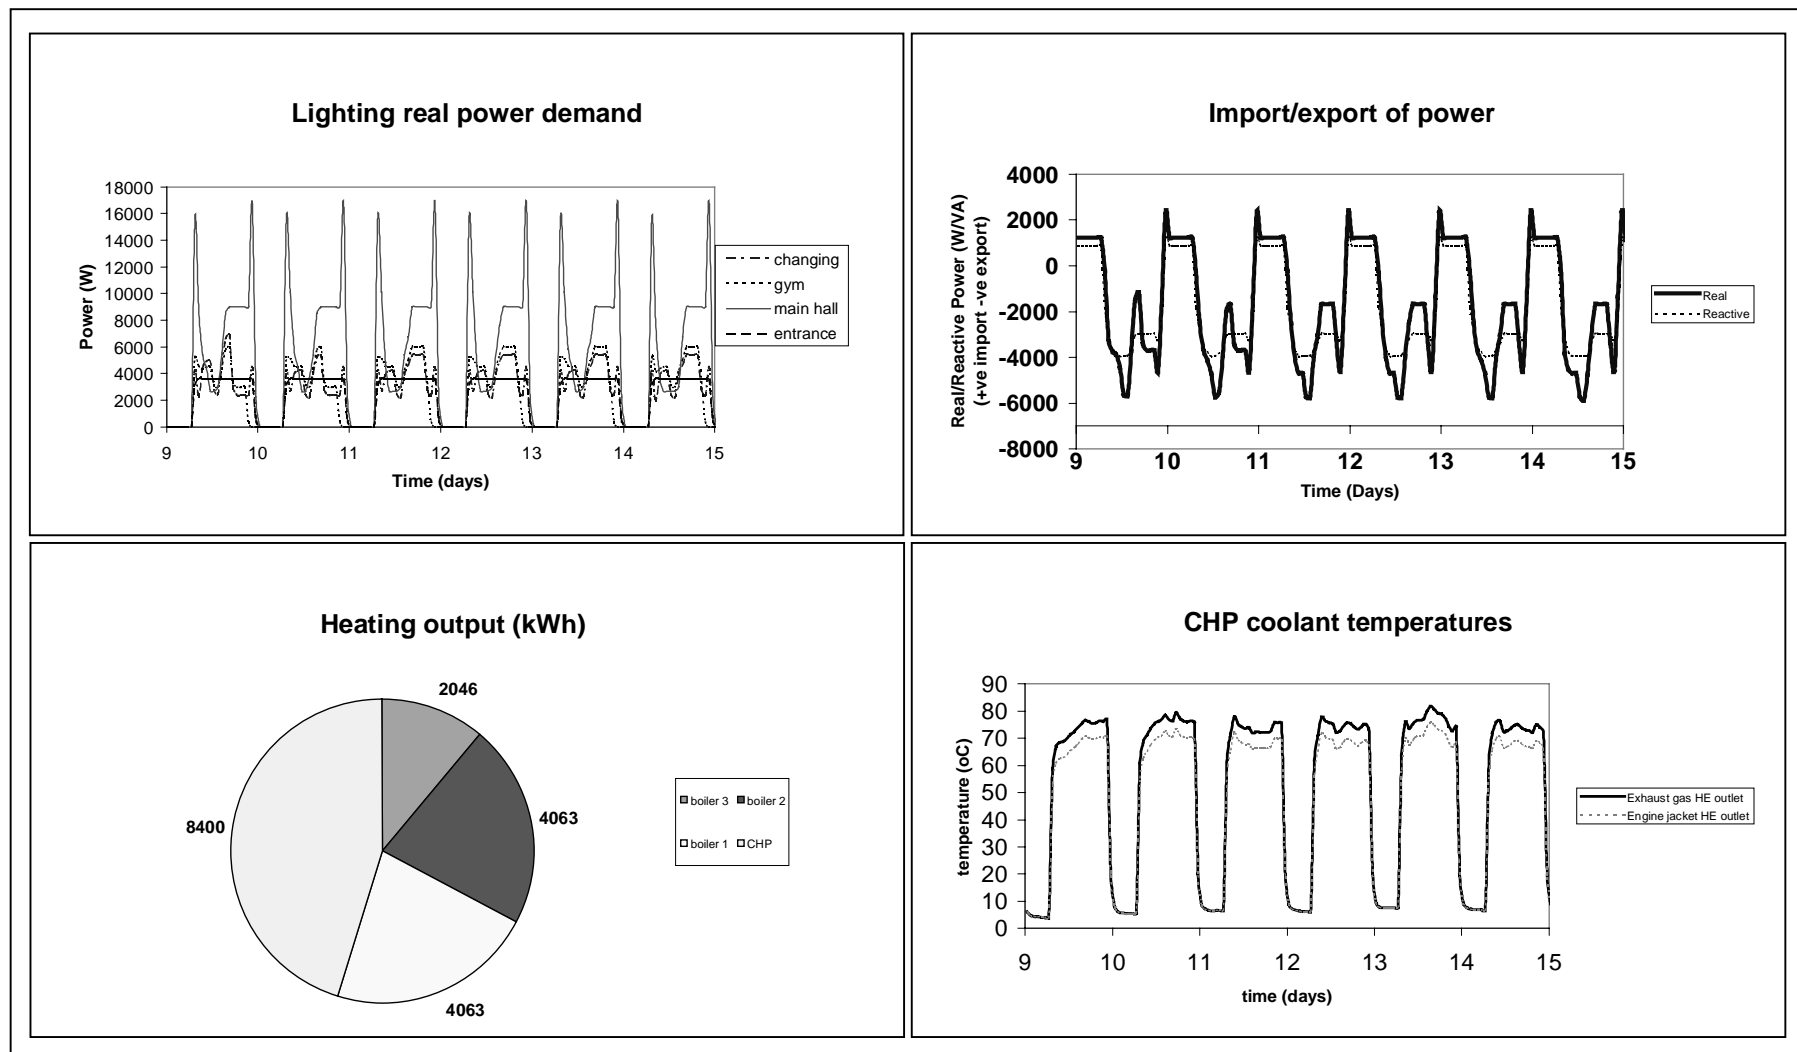 Lighting real power demand
Power (W)
18000
16000
14000
12000
10000
8000
6000
4000
2000
0
9 10 11 12 13 14 15
Time (days)
changing
gym
main hall
entrance
Import/export of power
Real/Reactive Power (W/VA)
(+ve import -ve export)
4000
2000
0
-2000
-4000
-6000
-8000
9 10 11 12 13 14 15
Time (Days)
Real
Reactive
Heating output (kWh)
2046
4063
4063
8400
boiler 3 boiler 2
boiler 1 CHP
CHP coolant temperatures
temperature (oC)
90
80
70
60
50
40
30
20
10
0
9 10 11 12 13 14 15
time (days)
Exhaust gas HE outlet
Engine jacket HE outlet